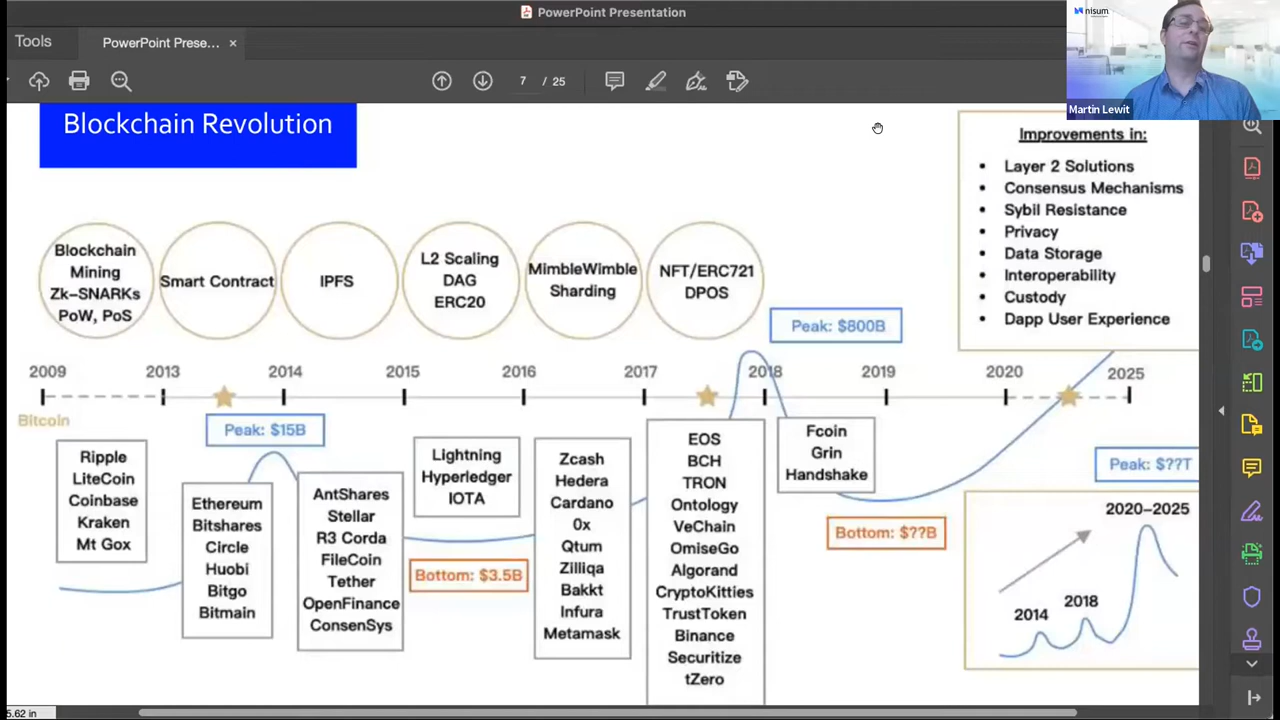 PowerPoint Presentation
nisum
Martin Lewit
Tools
PowerPoint Prese...
7 / 25
Blockchain Revolution
Improvements in:
• Layer 2 Solutions
• Consensus Mechanisms
• Sybil Resistance
• Privacy
• Data Storage
• Interoperability
• Custody
• Dapp User Experience
Blockchain
Mining
Zk-SNARKs
PoW, PoS
Smart Contract
IPFS
L2 Scaling
DAG
ERC20
MimbleWimble
Sharding
NFT/ERC721
DPOS
Peak: $800B
2009 2013 2014 2015 2016 2017 2018 2019 2020 2025
Bitcoin
Peak: $15B
Ripple
LiteCoin
Coinbase
Kraken
Mt Gox
Ethereum
Bitshares
Circle
Huobi
Bitgo
Bitmain
AntShares
Stellar
R3 Corda
FileCoin
Tether
OpenFinance
ConsenSys
Lightning
Hyperledger
IOTA
Bottom: $3.5B
Zcash
Hedera
Cardano
0x
Qtum
Zilliqa
Bakkt
Infura
Metamask
EOS
BCH
TRON
Ontology
VeChain
OmiseGo
Algorand
CryptoKitties
TrustToken
Binance
Securitize
tZero
Fcoin
Grin
Handshake
Bottom: $??B
Peak: $??T
2020-2025
2014
2018
5.62 in